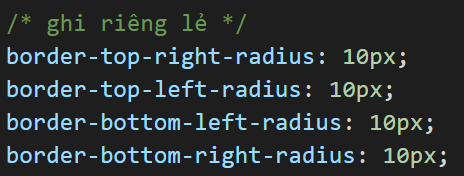 /* ghi riêng lẻ */
border-top-right-radius: 10px;
border-top-left-radius: 10px;
border-bottom-left-radius: 10px;
border-bottom-right-radius: 10px;